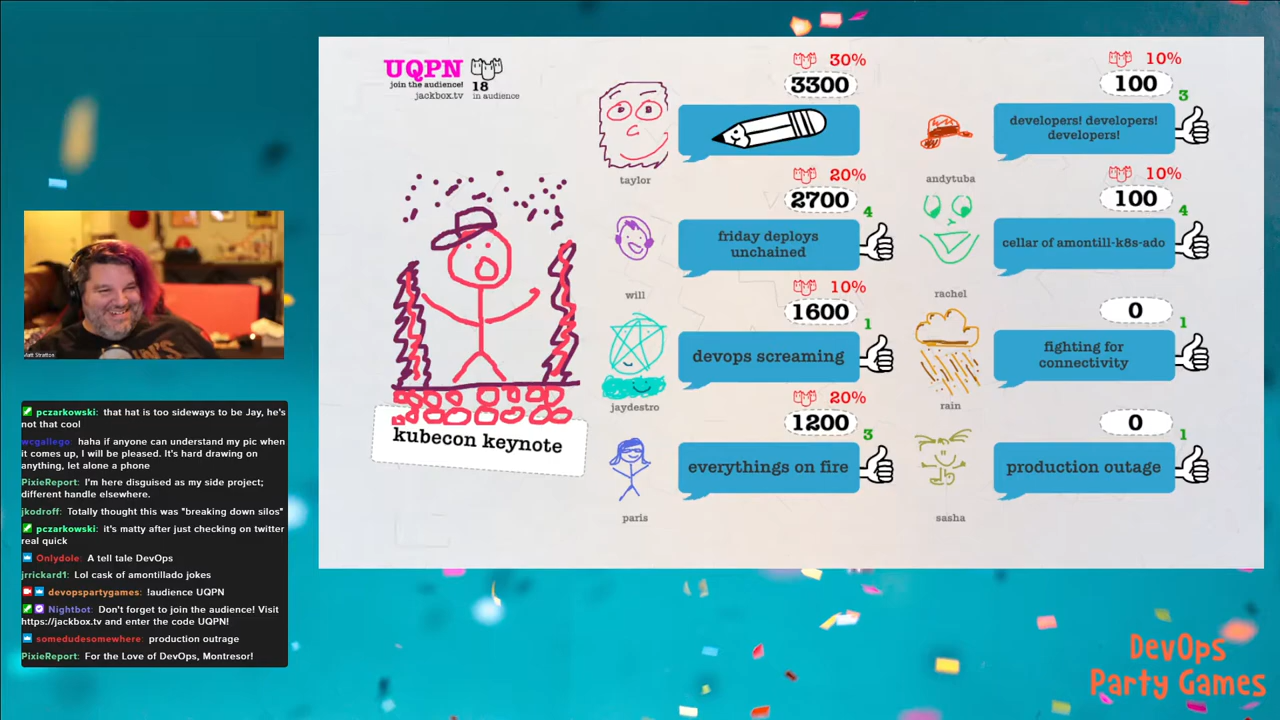 UQPN
join the audience!
jackbox.tv
18
in audience
30%
3300
taylor
20%
2700
4
friday deploys
unchained
will
10%
1600
1
devops screaming
jaydestro
20%
1200
3
everythings on fire
paris
10%
100
3
developers! developers!
developers!
andytuba
10%
100
4
cellar of amontill-k8s-ado
rachel
0
1
fighting for
connectivity
rain
0
1
production outage
sasha
kubecon keynote
Matt Stratton
pczarkowski: that hat is too sideways to be Jay, he's
not that cool
wcgallego: haha if anyone can understand my pic when
it comes up, I will be pleased. It's hard drawing on
anything, let alone a phone
PixieReport: I'm here disguised as my side project;
different handle elsewhere.
jkodroff: Totally thought this was "breaking down silos"
pczarkowski: it's matty after just checking on twitter
real quick
Onlydole: A tell tale DevOps
jrrickard1: Lol cask of amontillado jokes
devopspartygames: !audience UQPN
Nightbot: Don't forget to join the audience! Visit
https://jackbox.tv and enter the code UQPN!
somedudesomewhere: production outrage
PixieReport: For the Love of DevOps, Montresor!
DevOps
Party Games